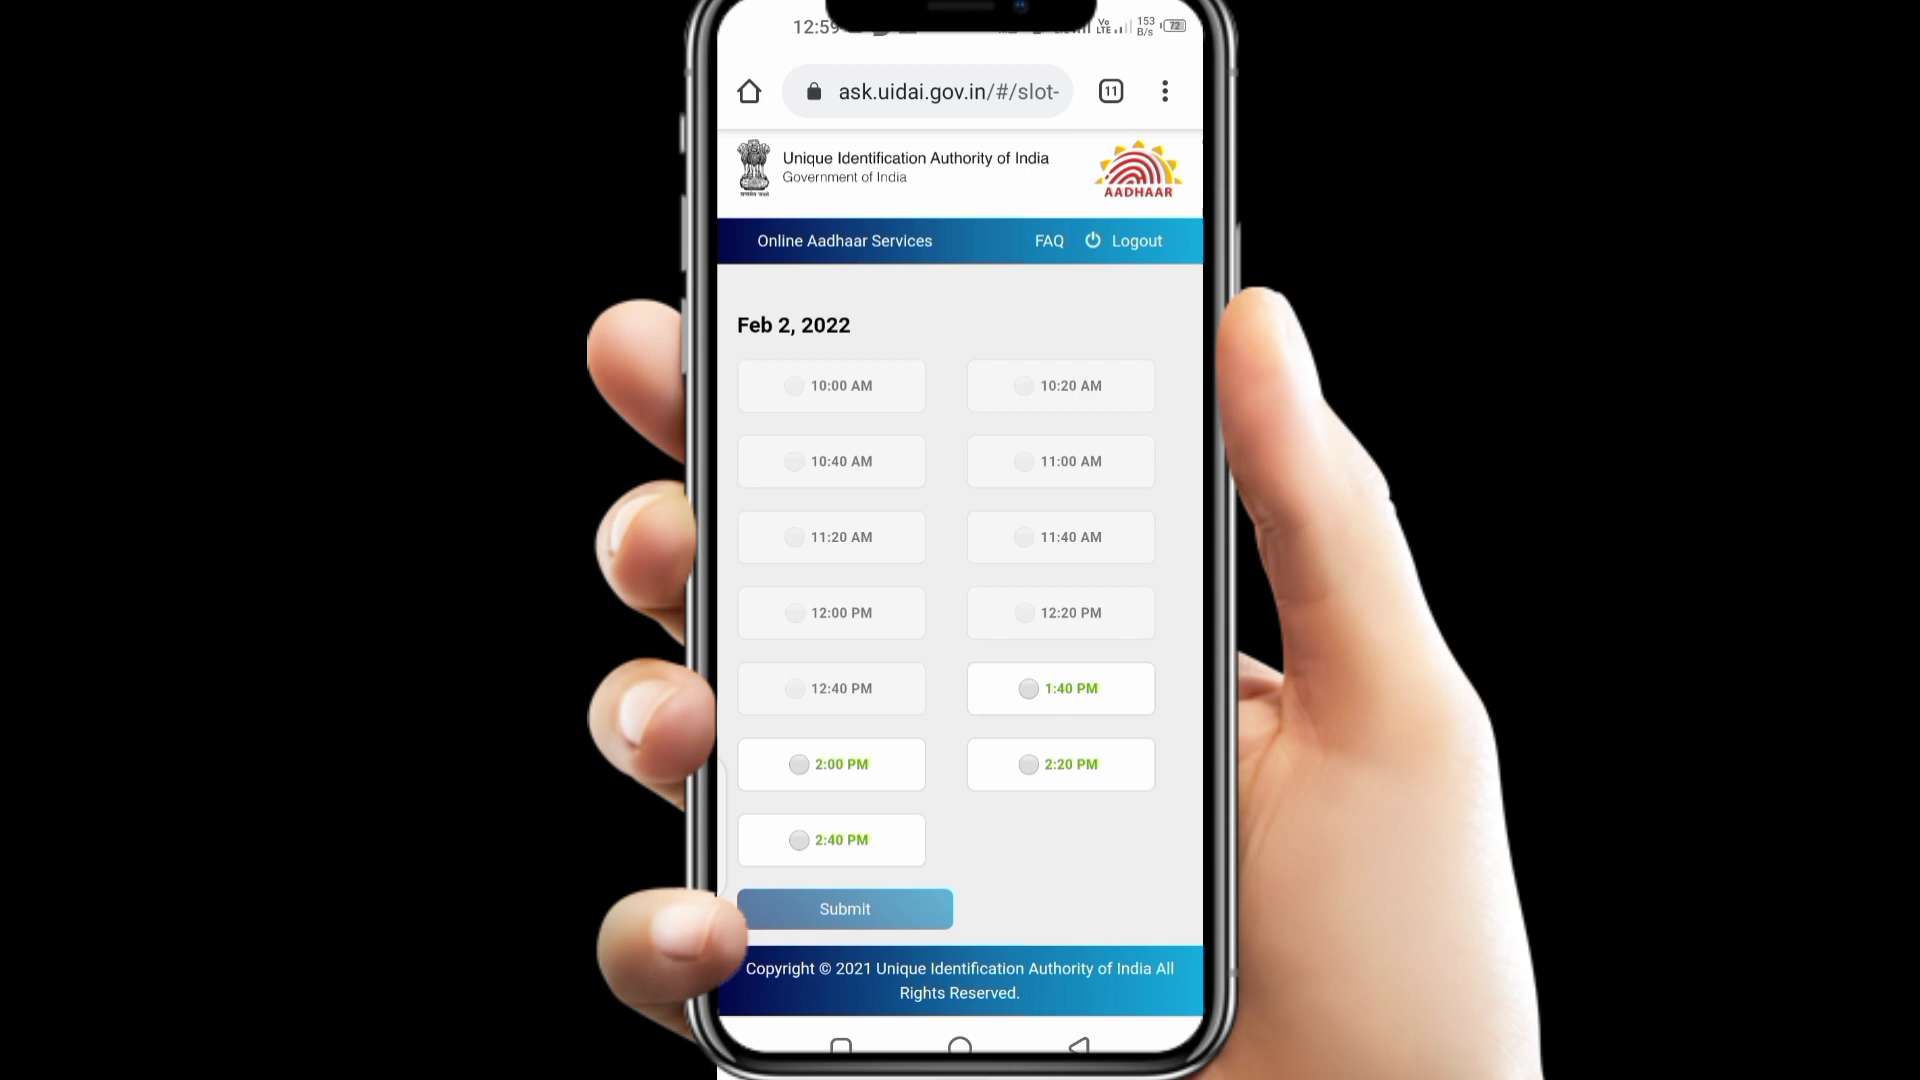 12:59
Vo
LTE
153
B/s
72
ask.uidai.gov.in/#/slot-
11
Unique Identification Authority of India
Government of India
AADHAAR
Online Aadhaar Services
FAQ
Logout
Feb 2, 2022
10:00 AM
10:20 AM
10:40 AM
11:00 AM
11:20 AM
11:40 AM
12:00 PM
12:20 PM
12:40 PM
1:40 PM
2:00 PM
2:20 PM
2:40 PM
Submit
Copyright © 2021 Unique Identification Authority of India All
Rights Reserved.